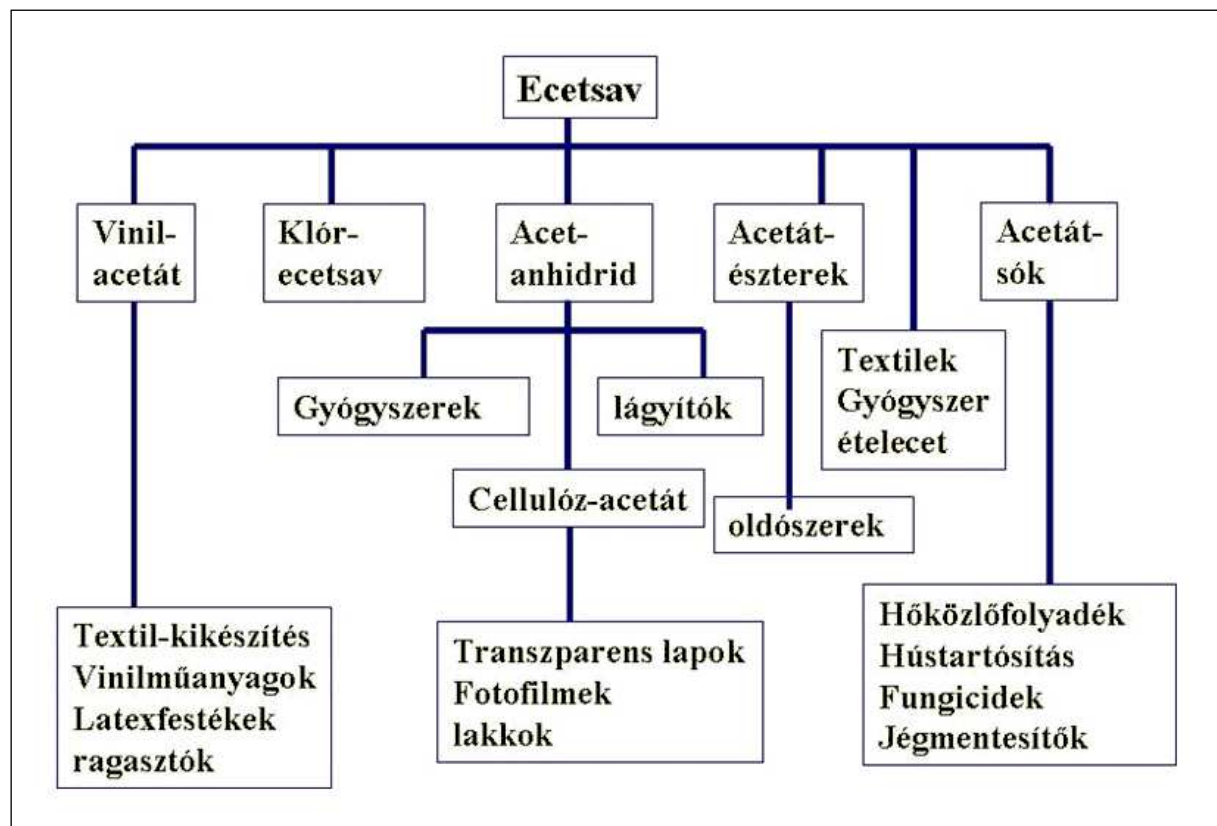 Ecetsav
Vinil-
acetát
Klór-
ecetsav
Acet-
anhidrid
Acetát-
észterek
Acetát-
sók
Textilek
Gyógyszer
ételecet
Gyógyszerek
lágyítók
Cellulóz-acetát
oldószerek
Textil-kikészítés
Vinilműanyagok
Latexfestékek
ragasztók
Transzparens lapok
Fotofilmek
lakkok
Hőközlőfolyadék
Hústartósítás
Fungicidek
Jégmentesítők